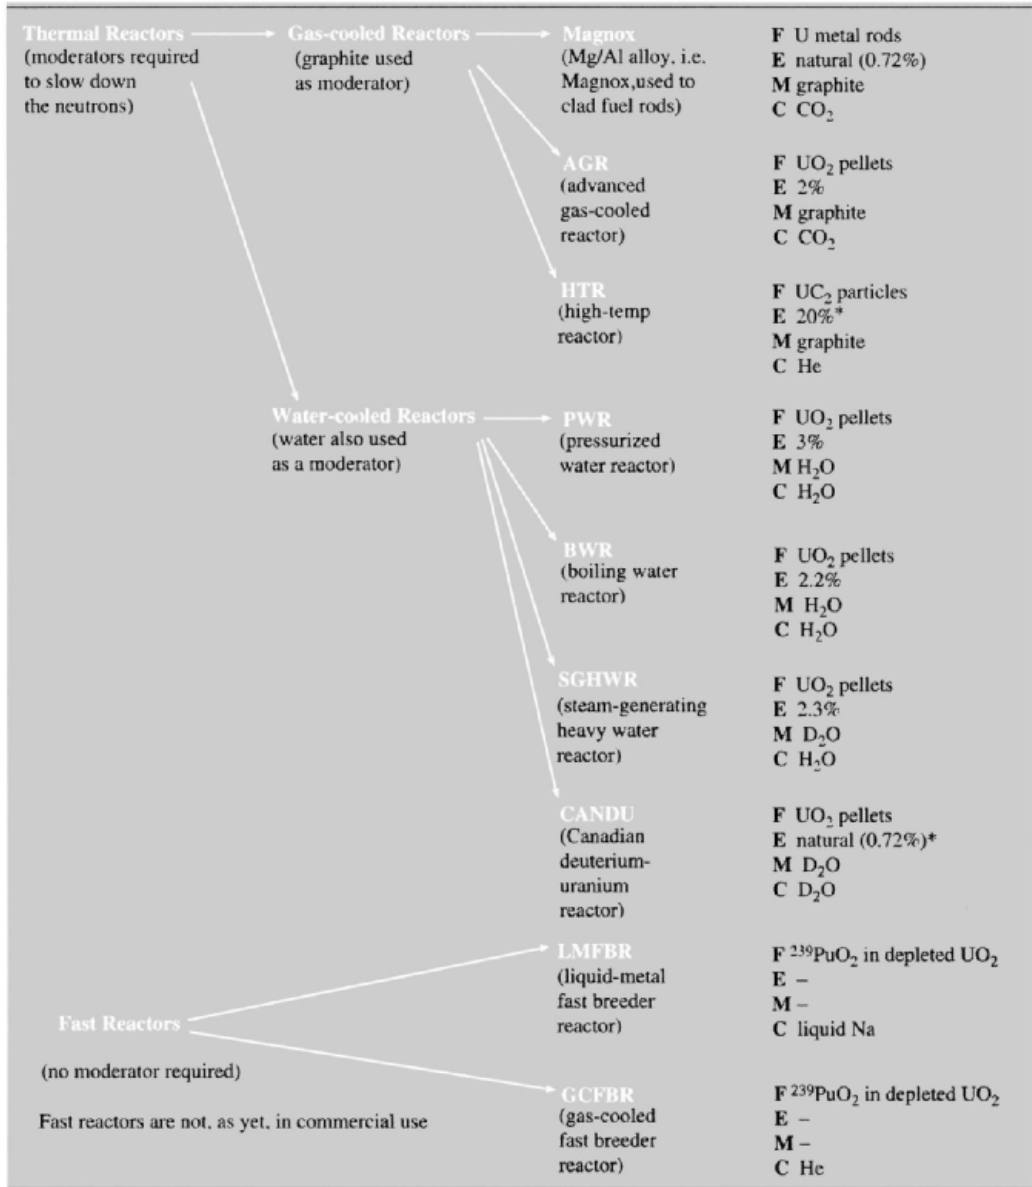 Thermal Reactors
(moderators required
to slow down
the neutrons)
Gas-cooled Reactors
(graphite used
as moderator)
Magnox
(Mg/Al alloy, i.e.
Magnox,used to
clad fuel rods)
F U metal rods
E natural (0.72%)
M graphite
C CO₂
AGR
(advanced
gas-cooled
reactor)
F UO₂ pellets
E 2%
M graphite
C CO₂
HTR
(high-temp
reactor)
F UC₂ particles
E 20%*
M graphite
C He
Water-cooled Reactors
(water also used
as a moderator)
PWR
(pressurized
water reactor)
F UO₂ pellets
E 3%
M H₂O
C H₂O
BWR
(boiling water
reactor)
F UO₂ pellets
E 2.2%
M H₂O
C H₂O
SGHWR
(steam-generating
heavy water
reactor)
F UO₂ pellets
E 2.3%
M D₂O
C H₂O
CANDU
(Canadian
deuterium-
uranium
reactor)
F UO₂ pellets
E natural (0.72%)*
M D₂O
C D₂O
Fast Reactors
(no moderator required)
Fast reactors are not, as yet, in commercial use
LMFBR
(liquid-metal
fast breeder
reactor)
F ²³⁹PuO₂ in depleted UO₂
E –
M –
C liquid Na
GCFBR
(gas-cooled
fast breeder
reactor)
F ²³⁹PuO₂ in depleted UO₂
E –
M –
C He